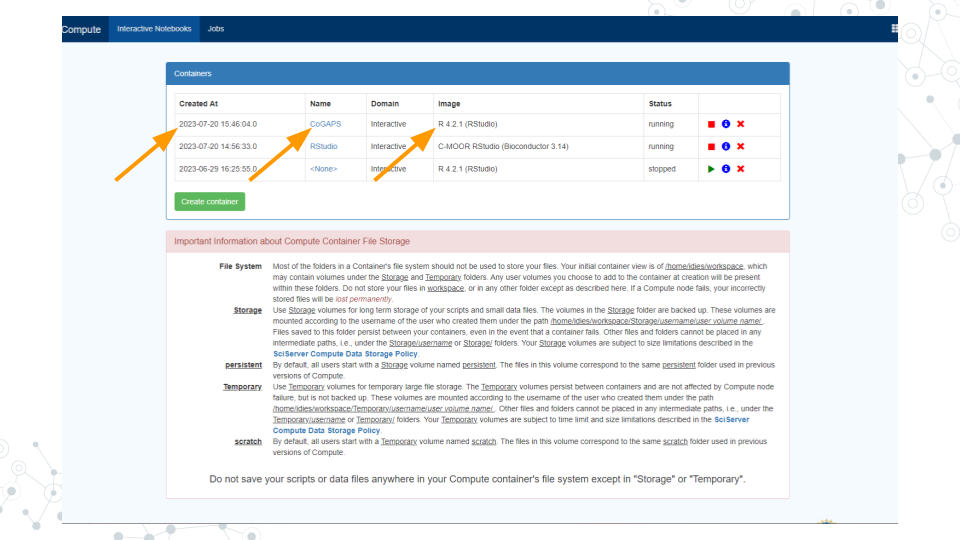 Compute Interactive Notebooks Jobs
Containers
Created At Name Domain Image Status
2023-07-20 15:46:04.0 CoGAPS Interactive R 4.2.1 (RStudio) running
2023-07-20 14:56:33.0 RStudio Interactive C-MOOR RStudio (Bioconductor 3.14) running
2023-06-29 16:25:55.0 <None> Interactive R 4.2.1 (RStudio) stopped
Create container
Important Information about Compute Container File Storage
File System Most of the folders in a Container's file system should not be used to store your files. Your initial container view is of /home/idies/workspace, which
may contain volumes under the Storage and Temporary folders. Any user volumes you choose to add to the container at creation will be present
within these folders. Do not store your files in workspace, or in any other folder except as described here. If a Compute node fails, your incorrectly
stored files will be lost permanently.
Storage Use Storage volumes for long term storage of your scripts and small data files. The volumes in the Storage folder are backed up. These volumes are
mounted according to the username of the user who created them under the path /home/idies/workspace/Storage/username/user volume name/ .
Files saved to this folder persist between your containers, even in the event that a container fails. Other files and folders cannot be placed in any
intermediate paths, i.e., under the Storage/username or Storage/ folders. Your Storage volumes are subject to size limitations described in the
SciServer Compute Data Storage Policy.
persistent By default, all users start with a Storage volume named persistent. The files in this volume correspond to the same persistent folder used in previous
versions of Compute.
Temporary Use Temporary volumes for temporary large file storage. The Temporary volumes persist between containers and are not affected by Compute node
failure, but is not backed up. These volumes are mounted according to the username of the user who created them under the path
/home/idies/workspace/Temporary/username/user volume name/ . Other files and folders cannot be placed in any intermediate paths, i.e., under the
Temporary/username or Temporary/ folders. Your Temporary volumes are subject to time limit and size limitations described in the SciServer
Compute Data Storage Policy.
scratch By default, all users start with a Temporary volume named scratch. The files in this volume correspond to the same scratch folder used in previous
versions of Compute.
Do not save your scripts or data files anywhere in your Compute container's file system except in "Storage" or "Temporary".